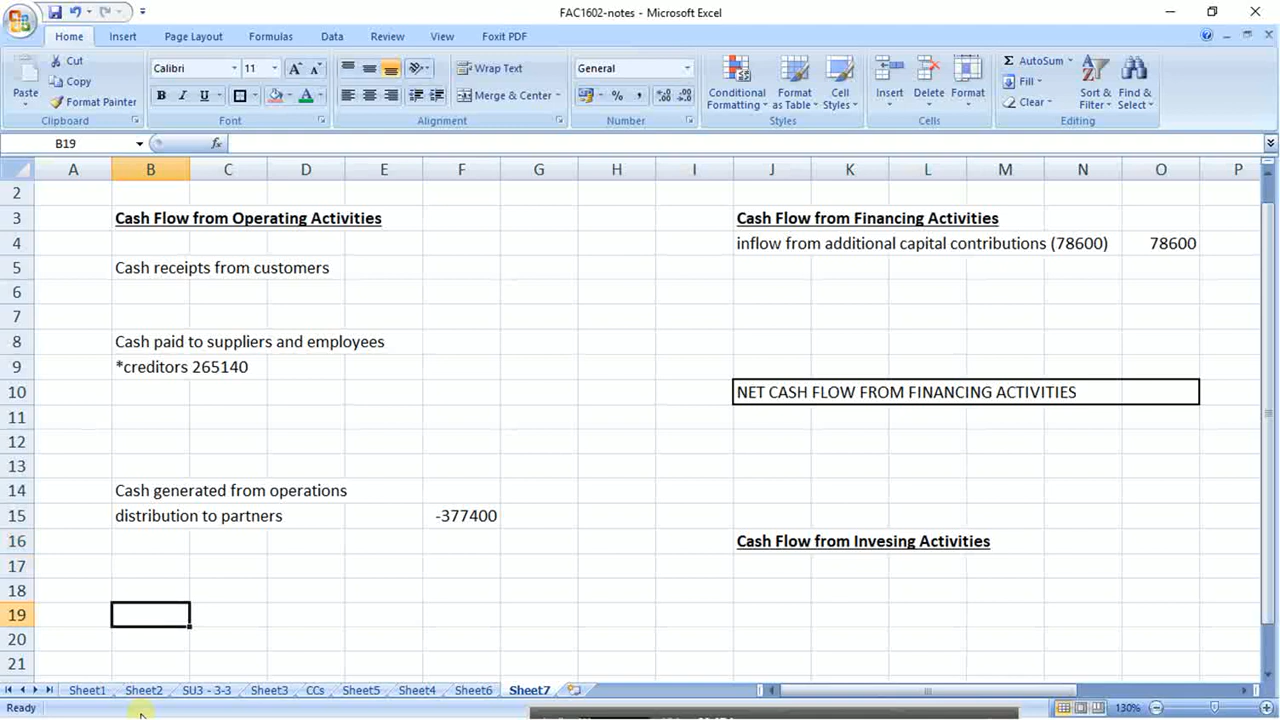 FAC1602-notes - Microsoft Excel
Home Insert Page Layout Formulas Data Review View Foxit PDF
Paste
Cut
Copy
Format Painter
Clipboard
Calibri 11
B I U A
Font
Wrap Text
Merge & Center
Alignment
General
% ,
Number
Conditional Formatting
Format as Table
Cell Styles
Styles
Insert Delete Format
Cells
Σ AutoSum
Fill
Clear
Sort & Filter
Find & Select
Editing
B19 fx
A B C D E F G H I J K L M N O P
2
3 Cash Flow from Operating Activities Cash Flow from Financing Activities
4 inflow from additional capital contributions (78600) 78600
5 Cash receipts from customers
6
7
8 Cash paid to suppliers and employees
9 *creditors 265140
10 NET CASH FLOW FROM FINANCING ACTIVITIES
11
12
13
14 Cash generated from operations
15 distribution to partners -377400
16 Cash Flow from Invesing Activities
17
18
19
20
21
Sheet1 Sheet2 SU3 - 3-3 Sheet3 CCs Sheet5 Sheet4 Sheet6 Sheet7
Ready 130%